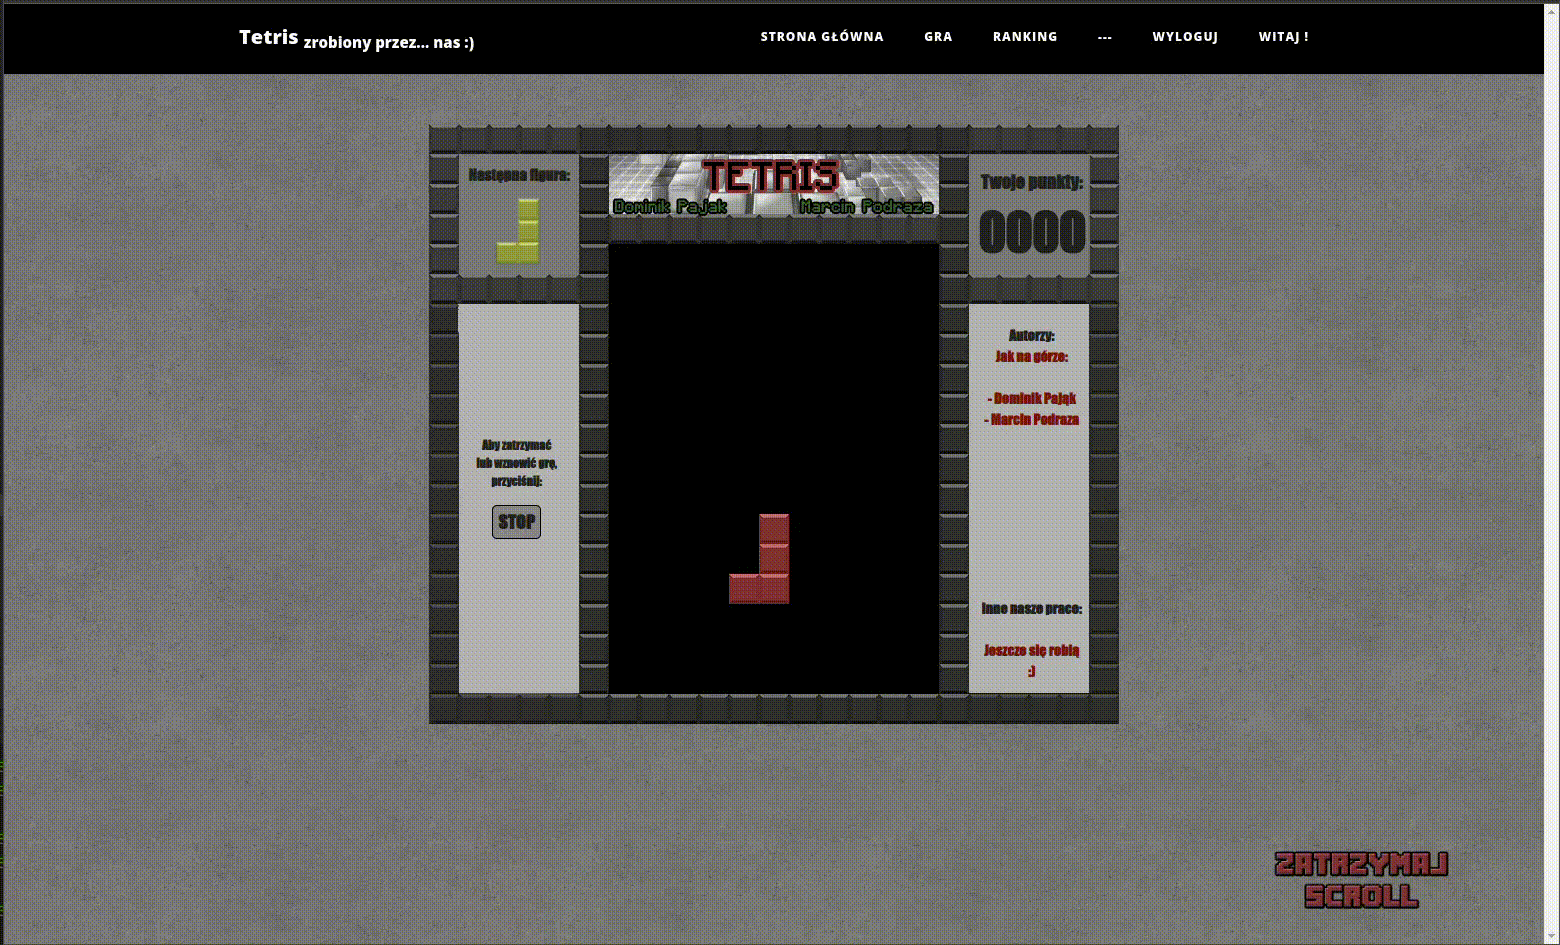 Tetris zrobiony przez... nas :)
STRONA GŁÓWNA
GRA
RANKING
---
WYLOGUJ
WITAJ !
Następna figura:
TETRIS
Dominik Pająk
Marcin Podraza
Twoje punkty:
0000
Aby zatrzymać
lub wznowić grę,
przyciśnij:
STOP
Autorzy:
Jak na górze:
- Dominik Pająk
- Marcin Podraza
Inne nasze prace:
Jeszcze się robią
:)
ZATRZYMAJ
SCROLL